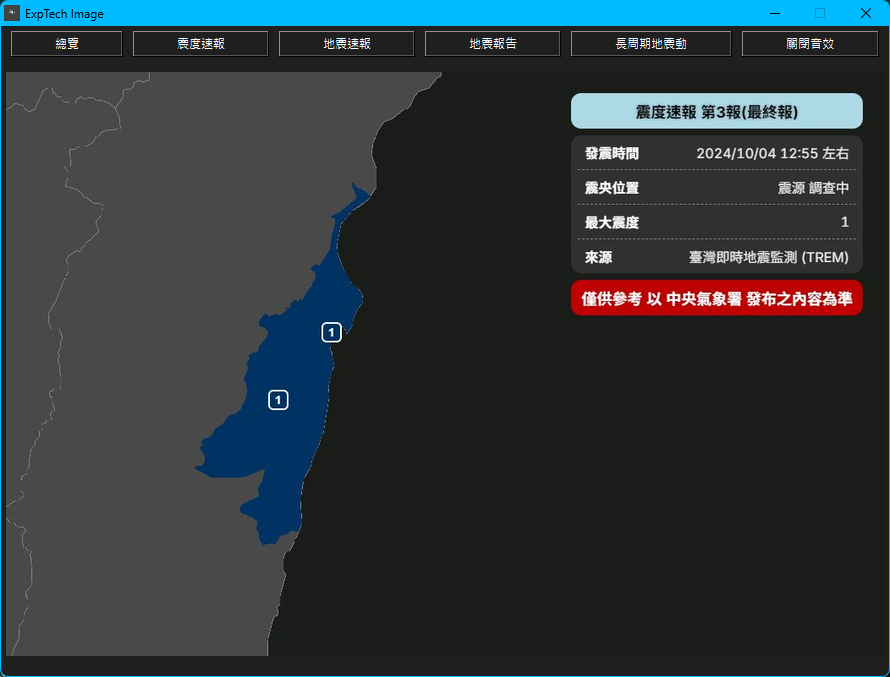 ExpTech Image
總覽
震度速報
地震速報
地震報告
長周期地震動
關閉音效
震度速報 第3報(最終報)
發震時間 2024/10/04 12:55 左右
震央位置 震源 調查中
最大震度 1
來源 臺灣即時地震監測 (TREM)
僅供參考 以 中央氣象署 發布之內容為準
1
1